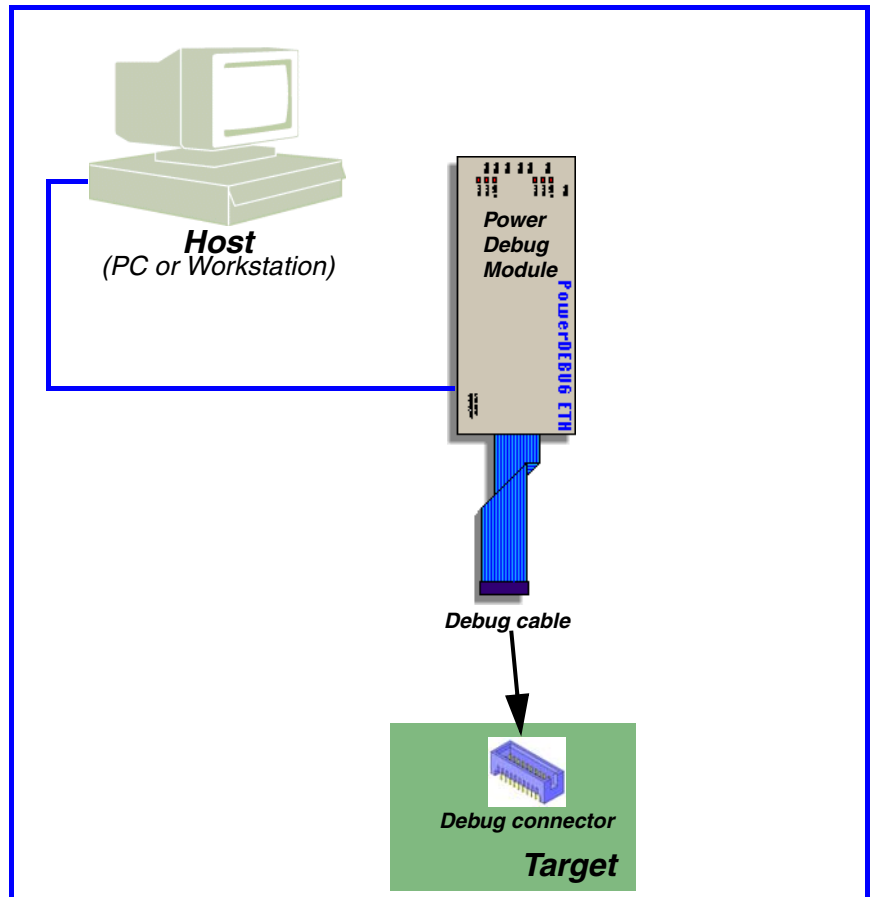 Host
(PC or Workstation)
Power
Debug
Module
PowerDEBUG ETH
Debug cable
Debug connector
Target